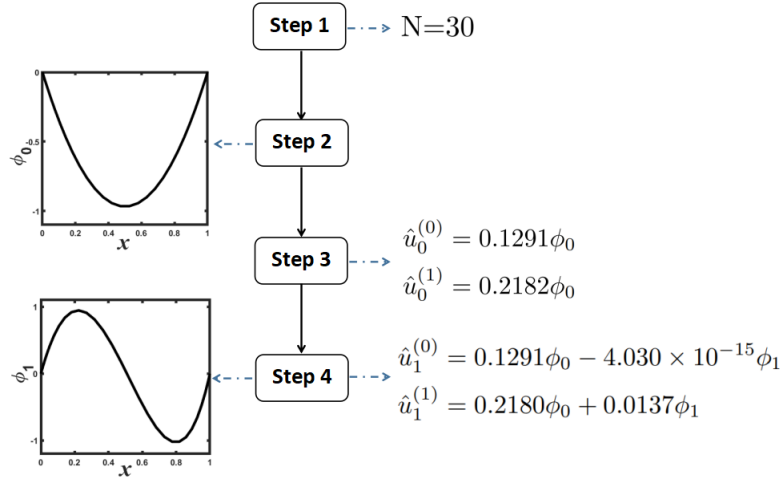 Step 1
N=30
0
-0.5
-1
ϕ₀
0 0.2 0.4 0.6 0.8 1
x
Step 2
Step 3
û₀⁽⁰⁾ = 0.1291ϕ₀
û₀⁽¹⁾ = 0.2182ϕ₀
1
0
-1
ϕ₁
0 0.2 0.4 0.6 0.8 1
x
Step 4
û₁⁽⁰⁾ = 0.1291ϕ₀ − 4.030 × 10⁻¹⁵ϕ₁
û₁⁽¹⁾ = 0.2180ϕ₀ + 0.0137ϕ₁